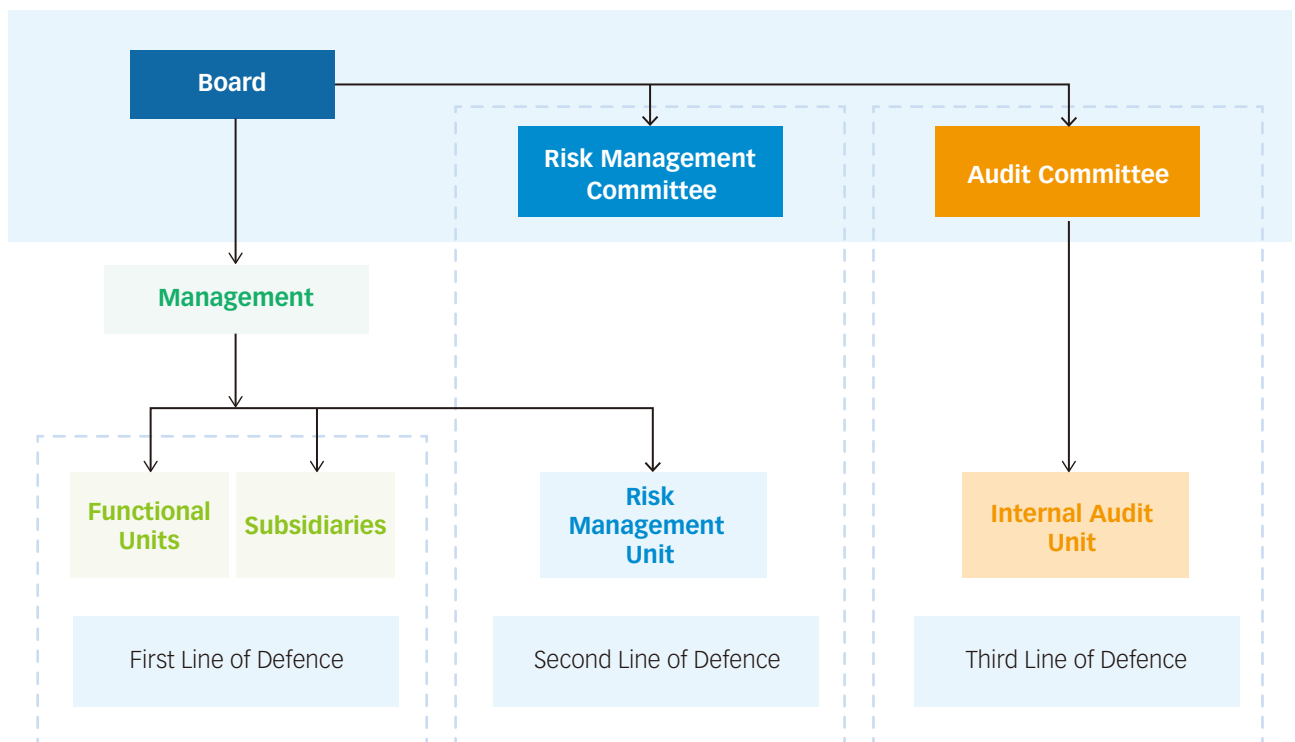 Board
Risk Management
Committee
Audit Committee
Management
Functional
Units
Subsidiaries
Risk
Management
Unit
Internal Audit
Unit
First Line of Defence
Second Line of Defence
Third Line of Defence